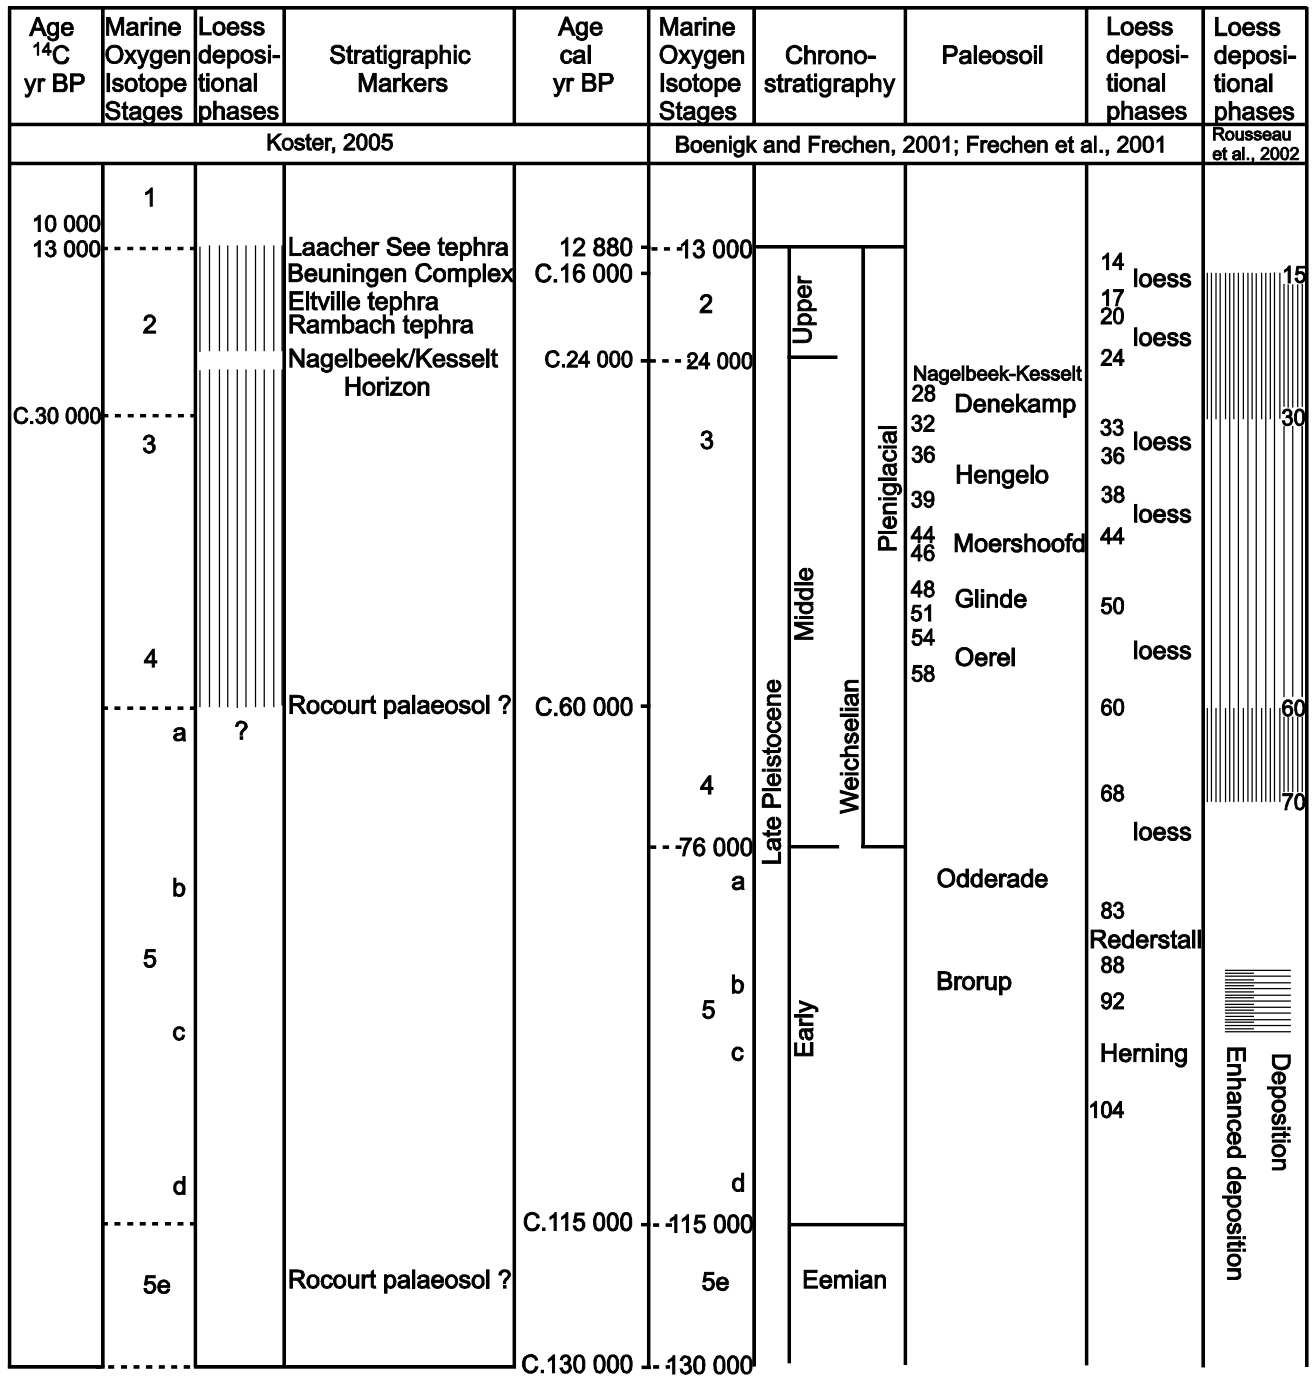 Age
14C
yr BP
Marine
Oxygen
Isotope
Stages
Loess
deposi-
tional
phases
Stratigraphic
Markers
Age
cal
yr BP
Marine
Oxygen
Isotope
Stages
Chrono-
stratigraphy
Paleosoil
Loess
deposi-
tional
phases
Loess
deposi-
tional
phases
Koster, 2005
Boenigk and Frechen, 2001; Frechen et al., 2001
Rousseau
et al., 2002
10 000
13 000
C.30 000
1
2
3
4
a
b
5
c
d
5e
?
Laacher See tephra
Beuningen Complex
Eltville tephra
Rambach tephra
Nagelbeek/Kesselt
Horizon
Rocourt palaeosol ?
Rocourt palaeosol ?
12 880
C.16 000
C.24 000
C.60 000
C.115 000
C.130 000
13 000
2
24 000
3
4
76 000
a
b
5
c
d
115 000
5e
130 000
Late Pleistocene
Upper
Middle
Early
Weichselian
Pleniglacial
Eemian
Nagelbeek-Kesselt
28
Denekamp
32
36
Hengelo
39
44
Moershoofd
46
48
Glinde
51
54
Oerel
58
Odderade
Brorup
14
loess
17
20
loess
24
33
loess
36
38
loess
44
50
loess
60
68
loess
83
Rederstall
88
92
Herning
104
15
30
60
70
Enhanced deposition
Deposition